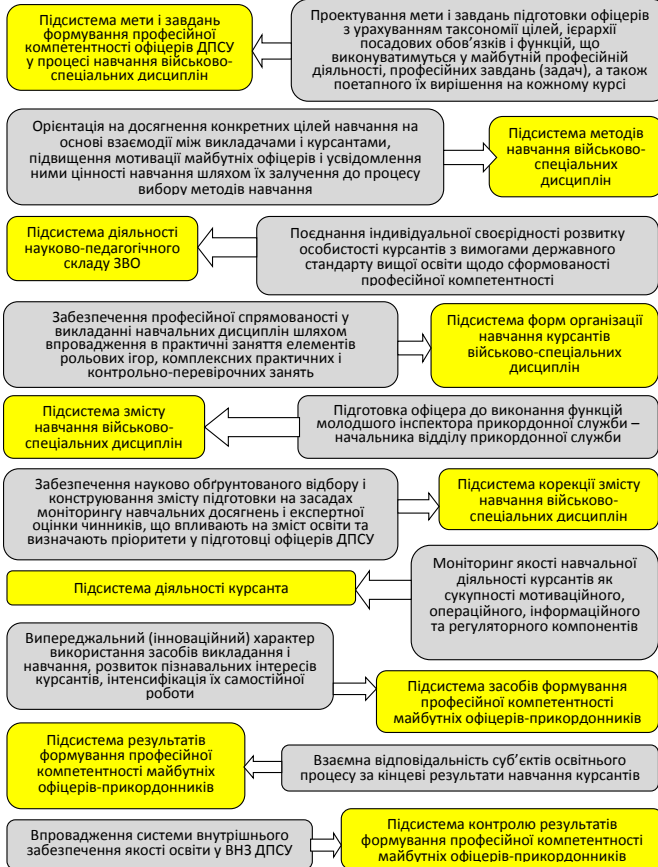 Підсистема мети і завдань
формування професійної
компетентності офіцерів ДПСУ
у процесі навчання військово-
спеціальних дисциплін
Проектування мети і завдань підготовки офіцерів
з урахуванням таксономії цілей, ієрархії
посадових обов’язків і функцій, що
виконуватимуться у майбутній професійній
діяльності, професійних завдань (задач), а також
поетапного їх вирішення на кожному курсі
Орієнтація на досягнення конкретних цілей навчання на
основі взаємодії між викладачами і курсантами,
підвищення мотивації майбутніх офіцерів і усвідомлення
ними цінності навчання шляхом їх залучення до процесу
вибору методів навчання
Підсистема методів
навчання військово-
спеціальних
дисциплін
Підсистема діяльності
науково-педагогічного
складу ЗВО
Поєднання індивідуальної своєрідності розвитку
особистості курсантів з вимогами державного
стандарту вищої освіти щодо сформованості
професійної компетентності
Забезпечення професійної спрямованості у
викладанні навчальних дисциплін шляхом
впровадження в практичні заняття елементів
рольових ігор, комплексних практичних і
контрольно-перевірочних занять
Підсистема форм організації
навчання курсантів
військово-спеціальних
дисциплін
Підсистема змісту
навчання військово-
спеціальних дисциплін
Підготовка офіцера до виконання функцій
молодшого інспектора прикордонної служби –
начальника відділу прикордонної служби
Забезпечення науково обґрунтованого відбору і
конструювання змісту підготовки на засадах
моніторингу навчальних досягнень і експертної
оцінки чинників, що впливають на зміст освіти та
визначають пріоритети у підготовці офіцерів ДПСУ
Підсистема корекції змісту
навчання військово-
спеціальних дисциплін
Підсистема діяльності курсанта
Моніторинг якості навчальної
діяльності курсантів як
сукупності мотиваційного,
операційного, інформаційного
та регуляторного компонентів
Випереджальний (інноваційний) характер
використання засобів викладання і
навчання, розвиток пізнавальних інтересів
курсантів, інтенсифікація їх самостійної
роботи
Підсистема засобів формування
професійної компетентності
майбутніх офіцерів-прикордонників
Підсистема результатів
формування професійної
компетентності майбутніх
офіцерів-прикордонників
Взаємна відповідальність суб’єктів освітнього
процесу за кінцеві результати навчання курсантів
Впровадження системи внутрішнього
забезпечення якості освіти у ВНЗ ДПСУ
Підсистема контролю результатів
формування професійної компетентності
майбутніх офіцерів-прикордонників